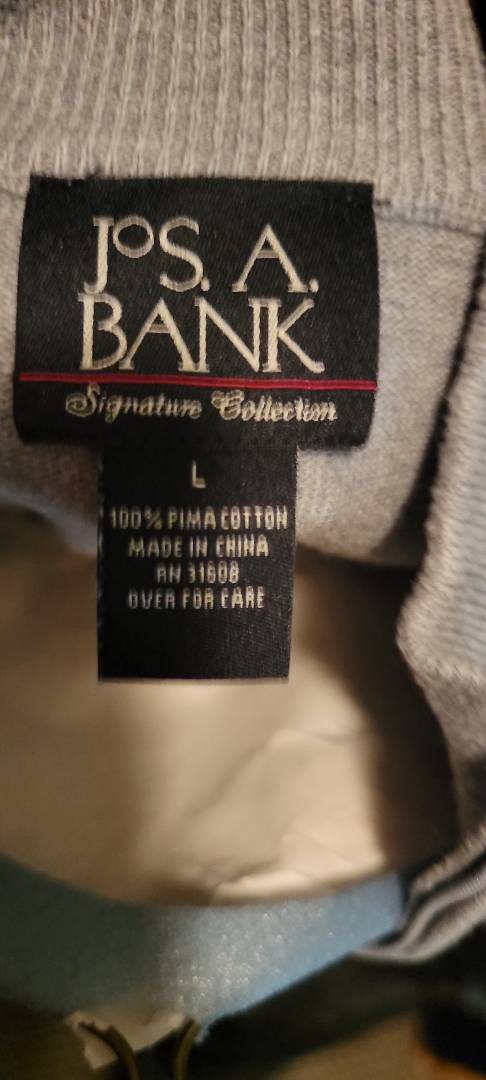 JOS. A.
BANK
Signature Collection
L
100% PIMA COTTON
MADE IN CHINA
RN 31608
OVER FOR CARE